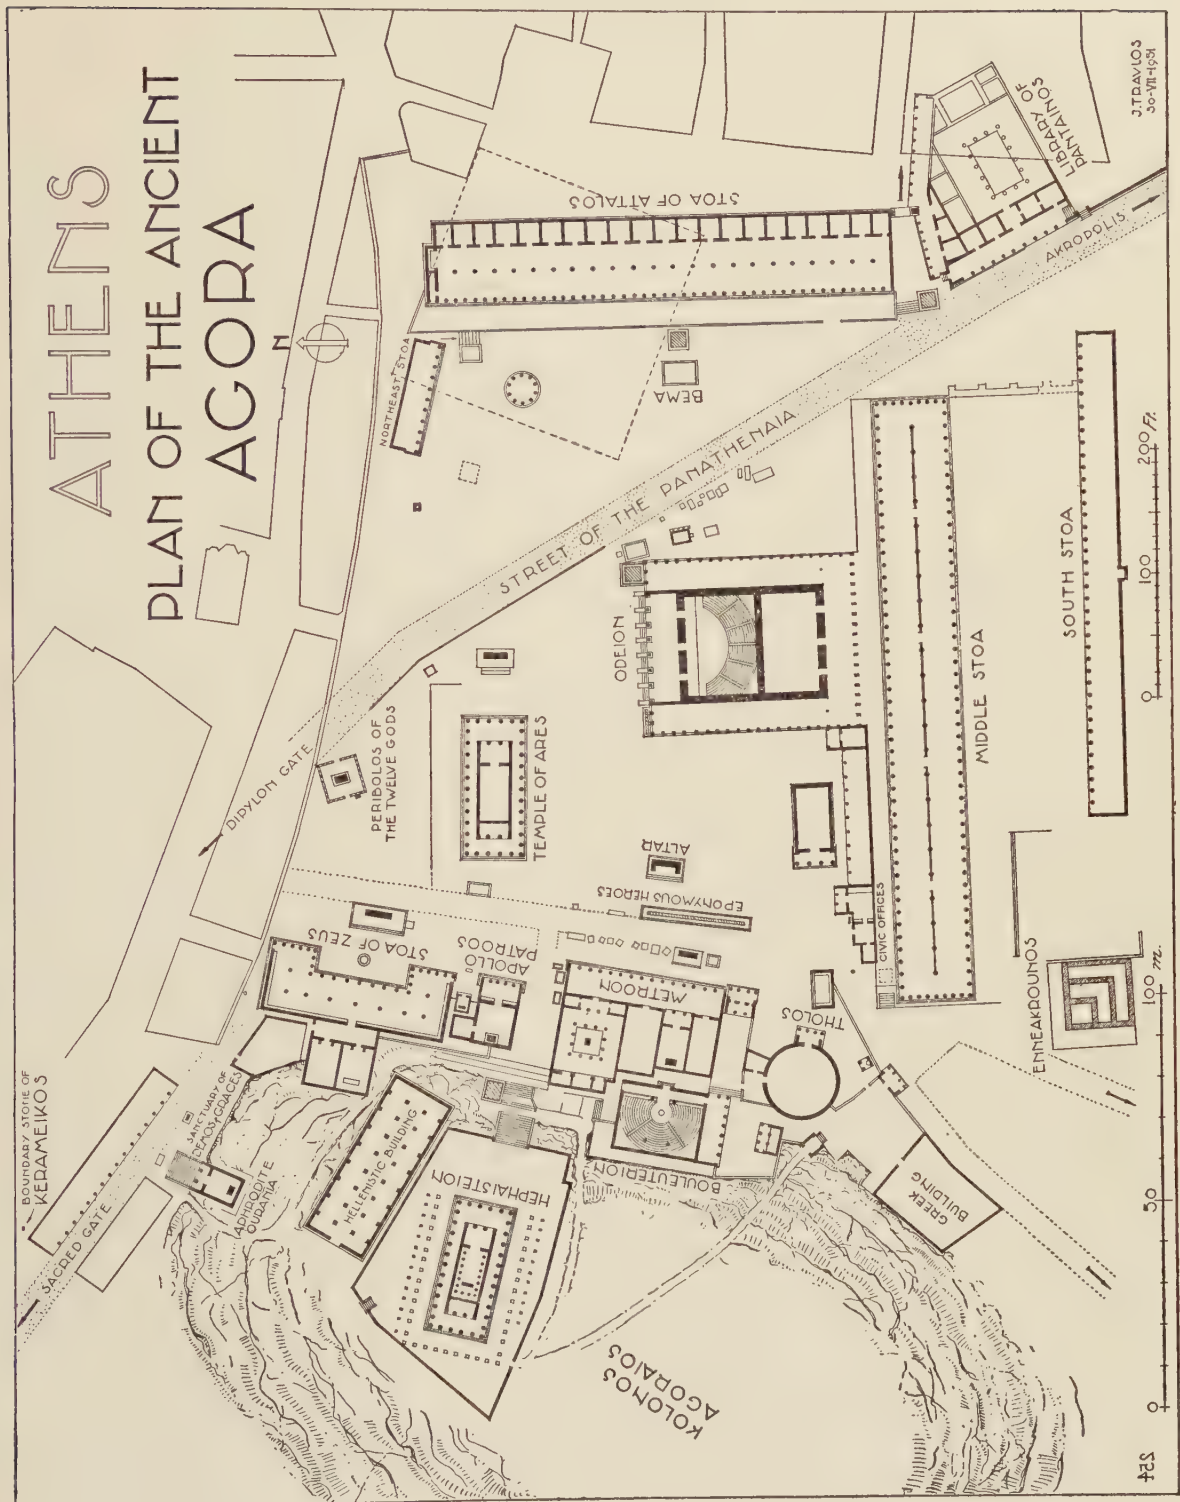 ATHENS
PLAN OF THE ANCIENT
AGORA
N
J. TRAVLOS
30-VII-1951
LIBRARY OF
PANTAINOS
STOA OF ATTALOS
AKROPOLIS
NORTHEAST STOA
BEMA
STREET OF THE PANATHENAIA
ODEION
MIDDLE STOA
SOUTH STOA
0 100 200 Ft.
DIPYLON GATE
PERIBOLOS OF
THE TWELVE GODS
TEMPLE OF ARES
ALTAR
EPONYMOUS HEROES
CIVIC OFFICES
STOA OF ZEUS
APOLLO
PATROOS
METROON
THOLOS
ENNEAKROUNOS
BOUNDARY STONE OF
KERAMEIKOS
SANCTUARY OF
DEMOS & GRACES
SACRED GATE
APHRODITE
OURANIA
HELLENISTIC BUILDING
HEPHAISTEION
BOULEUTERION
GREEK
BUILDING
KOLONOS
AGORAIOS
0 50 100 m.
254